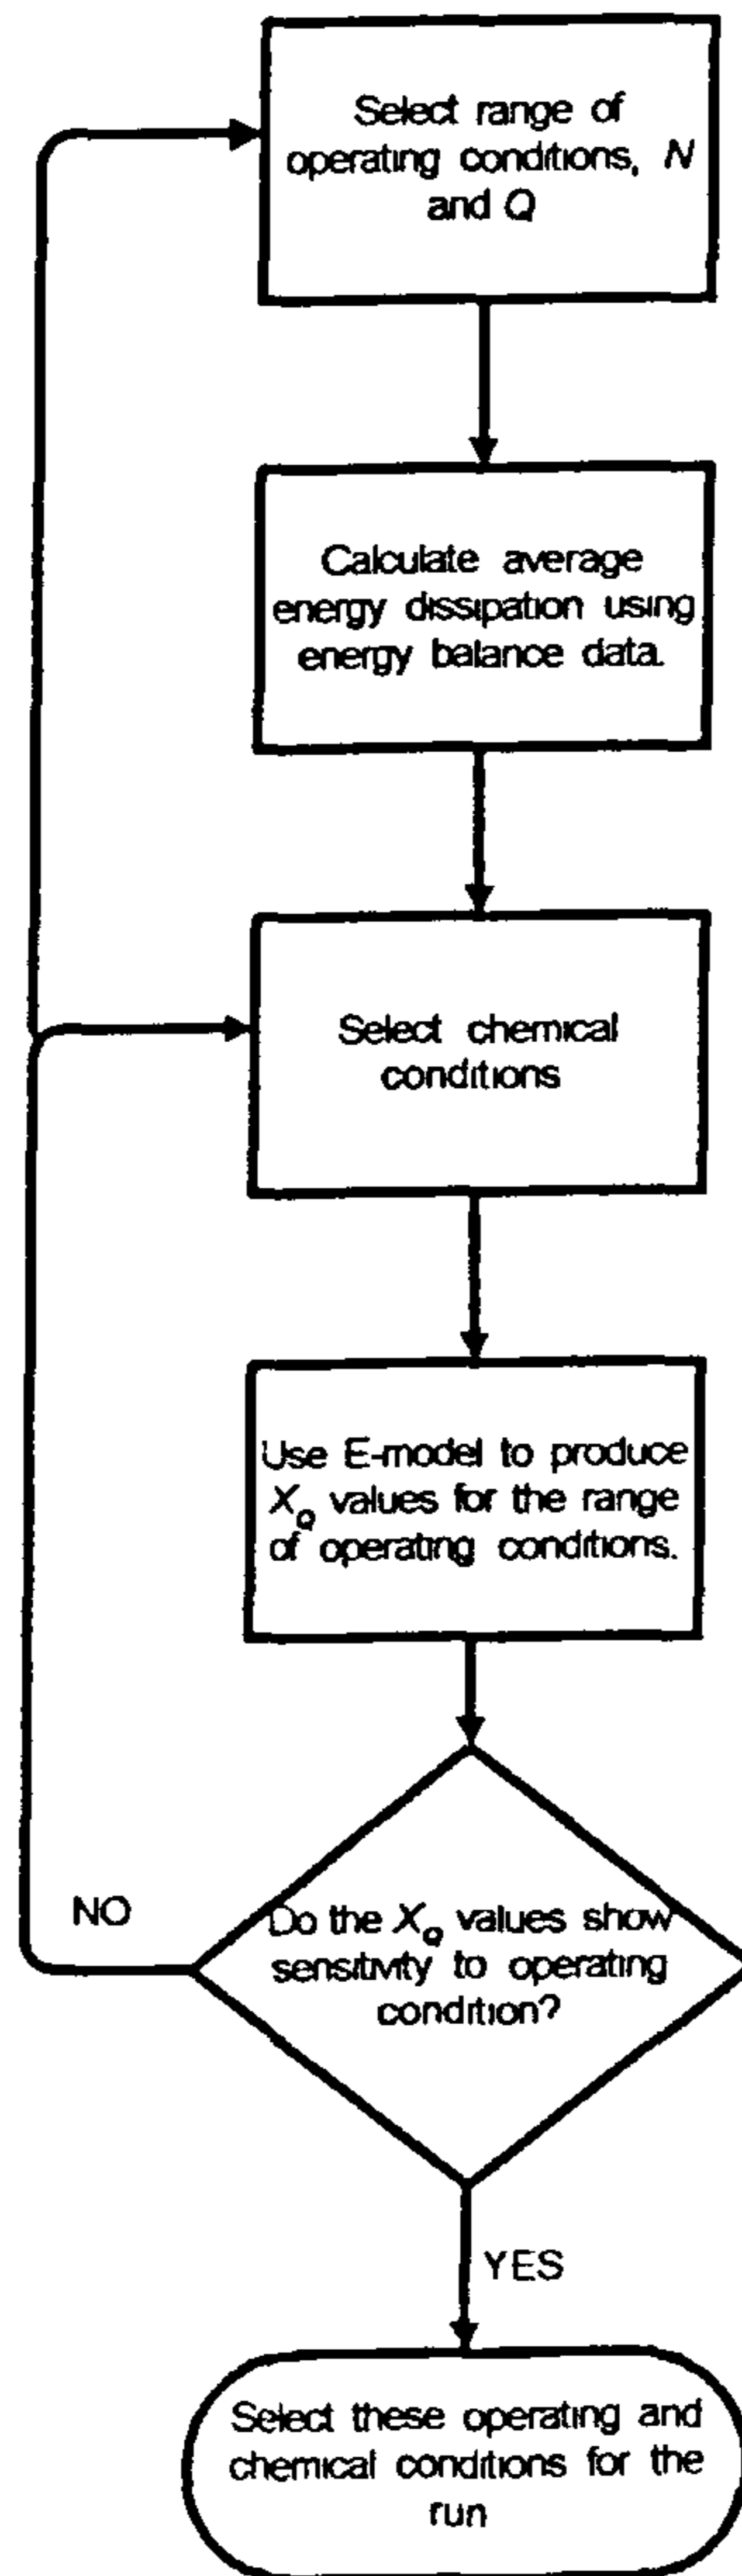 Select range of
operating conditions, N
and Q
Calculate average
energy dissipation using
energy balance data.
Select chemical
conditions
Use E-model to produce
X_Q values for the range
of operating conditions.
NO
Do the X_Q values show
sensitivity to operating
condition?
YES
Select these operating and
chemical conditions for the
run